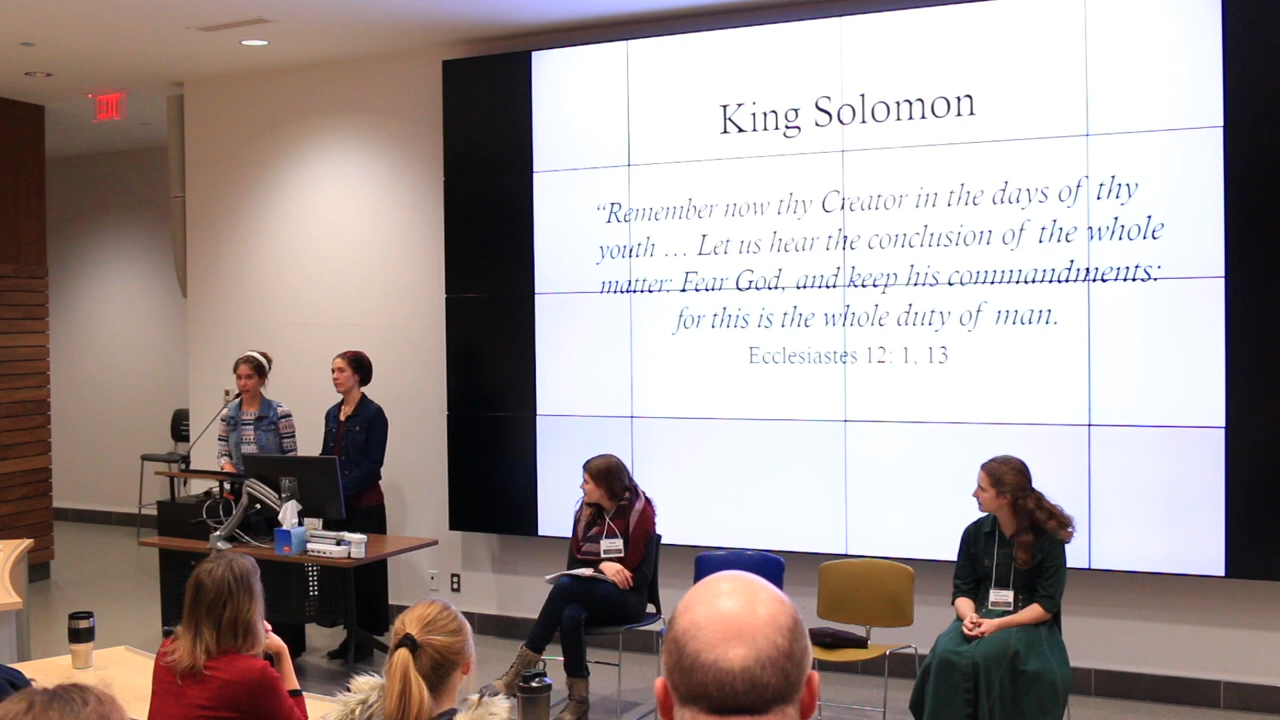 EXIT
King Solomon
“Remember now thy Creator in the days of thy
youth … Let us hear the conclusion of the whole
matter: Fear God, and keep his commandments:
for this is the whole duty of man.
Ecclesiastes 12: 1, 13